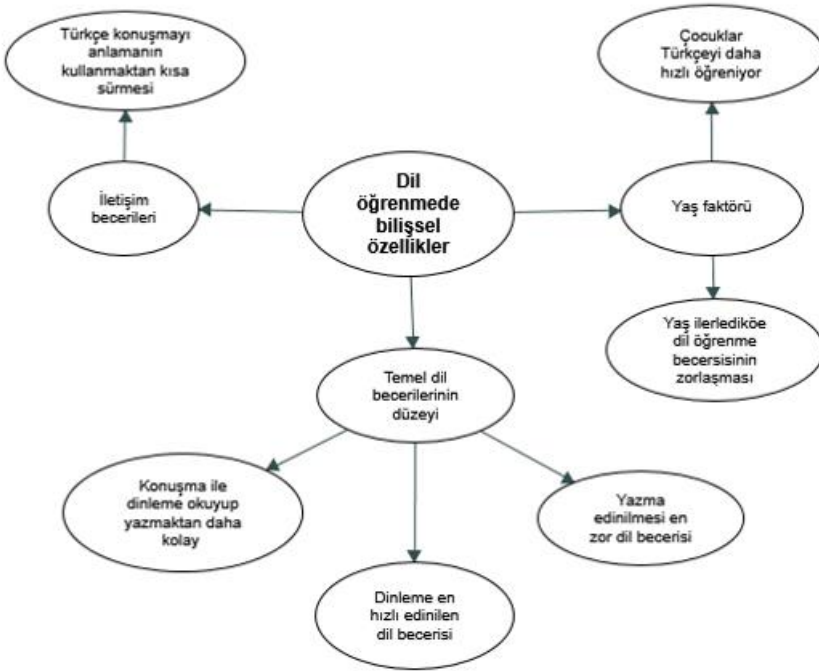 Türkçe konuşmayı
anlamanın
kullanmaktan kısa
sürmesi
Çocuklar
Türkçeyi daha
hızlı öğreniyor
İletişim
becerileri
Dil
öğrenmede
bilişsel
özellikler
Yaş faktörü
Yaş ilerlediköe
dil öğrenme
becersisinin
zorlaşması
Temel dil
becerilerinin
düzeyi
Konuşma ile
dinleme okuyup
yazmaktan daha
kolay
Dinleme en
hızlı edinilen
dil becerisi
Yazma
edinilmesi en
zor dil becerisi